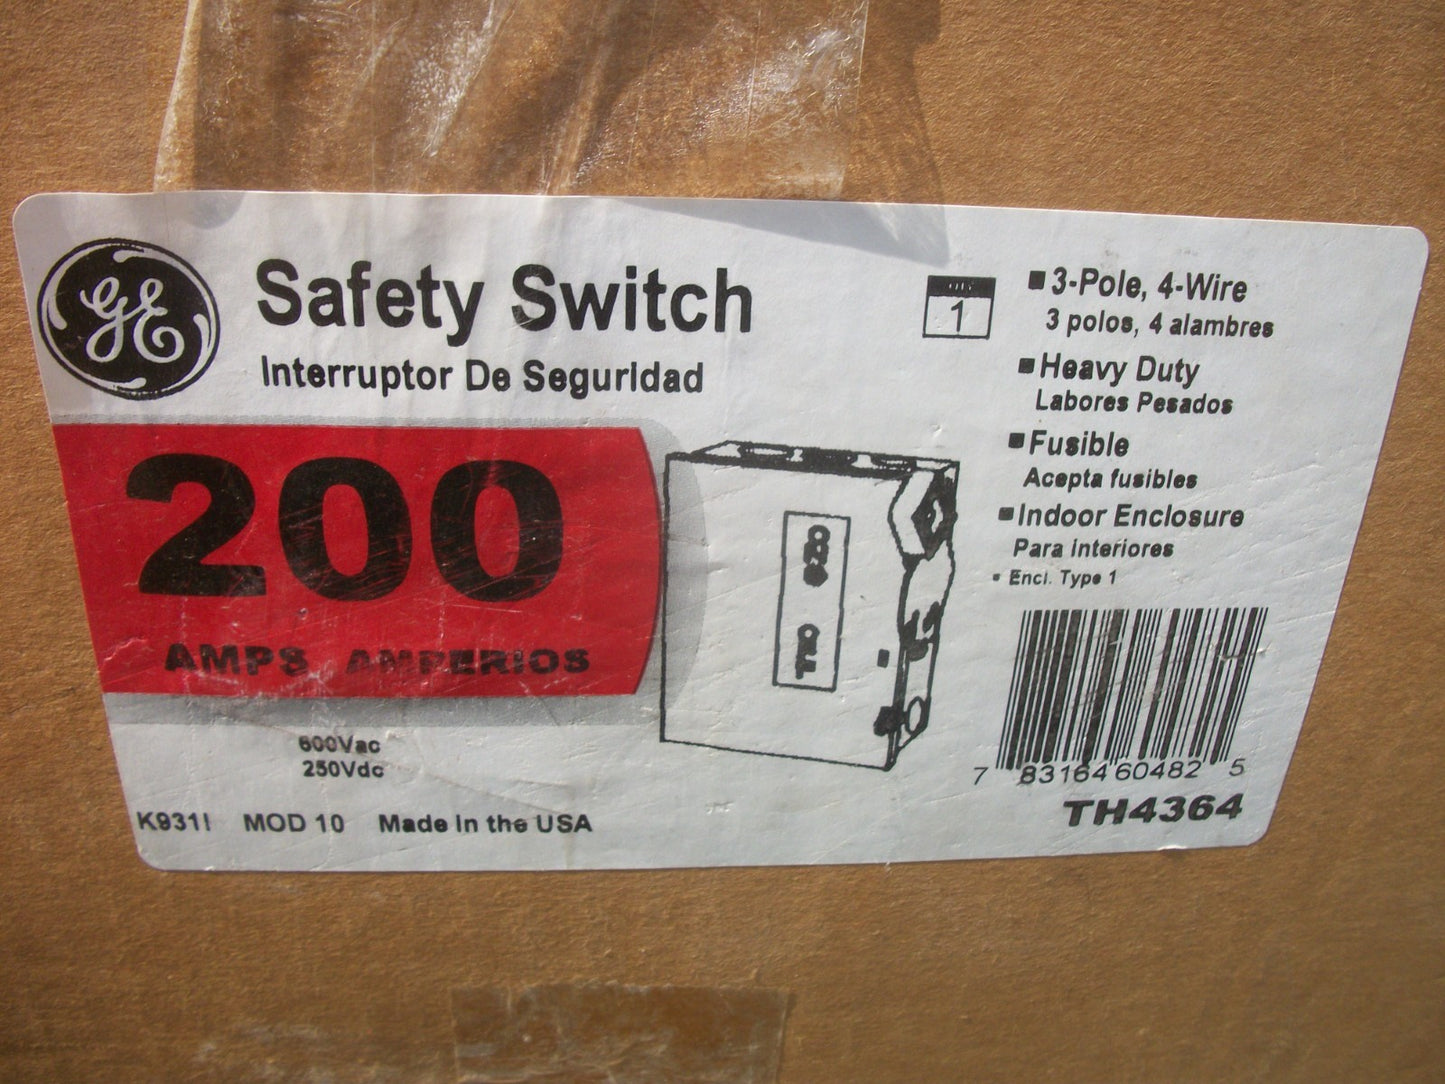 GE
Safety Switch
Interruptor De Seguridad
200
AMPS AMPERIOS
600Vac
250Vdc
K931I MOD 10 Made in the USA
ON
OFF
1
3-Pole, 4-Wire
3 polos, 4 alambres
Heavy Duty
Labores Pesados
Fusible
Acepta fusibles
Indoor Enclosure
Para interiores
Encl. Type 1
7 83164 60482 5
TH4364